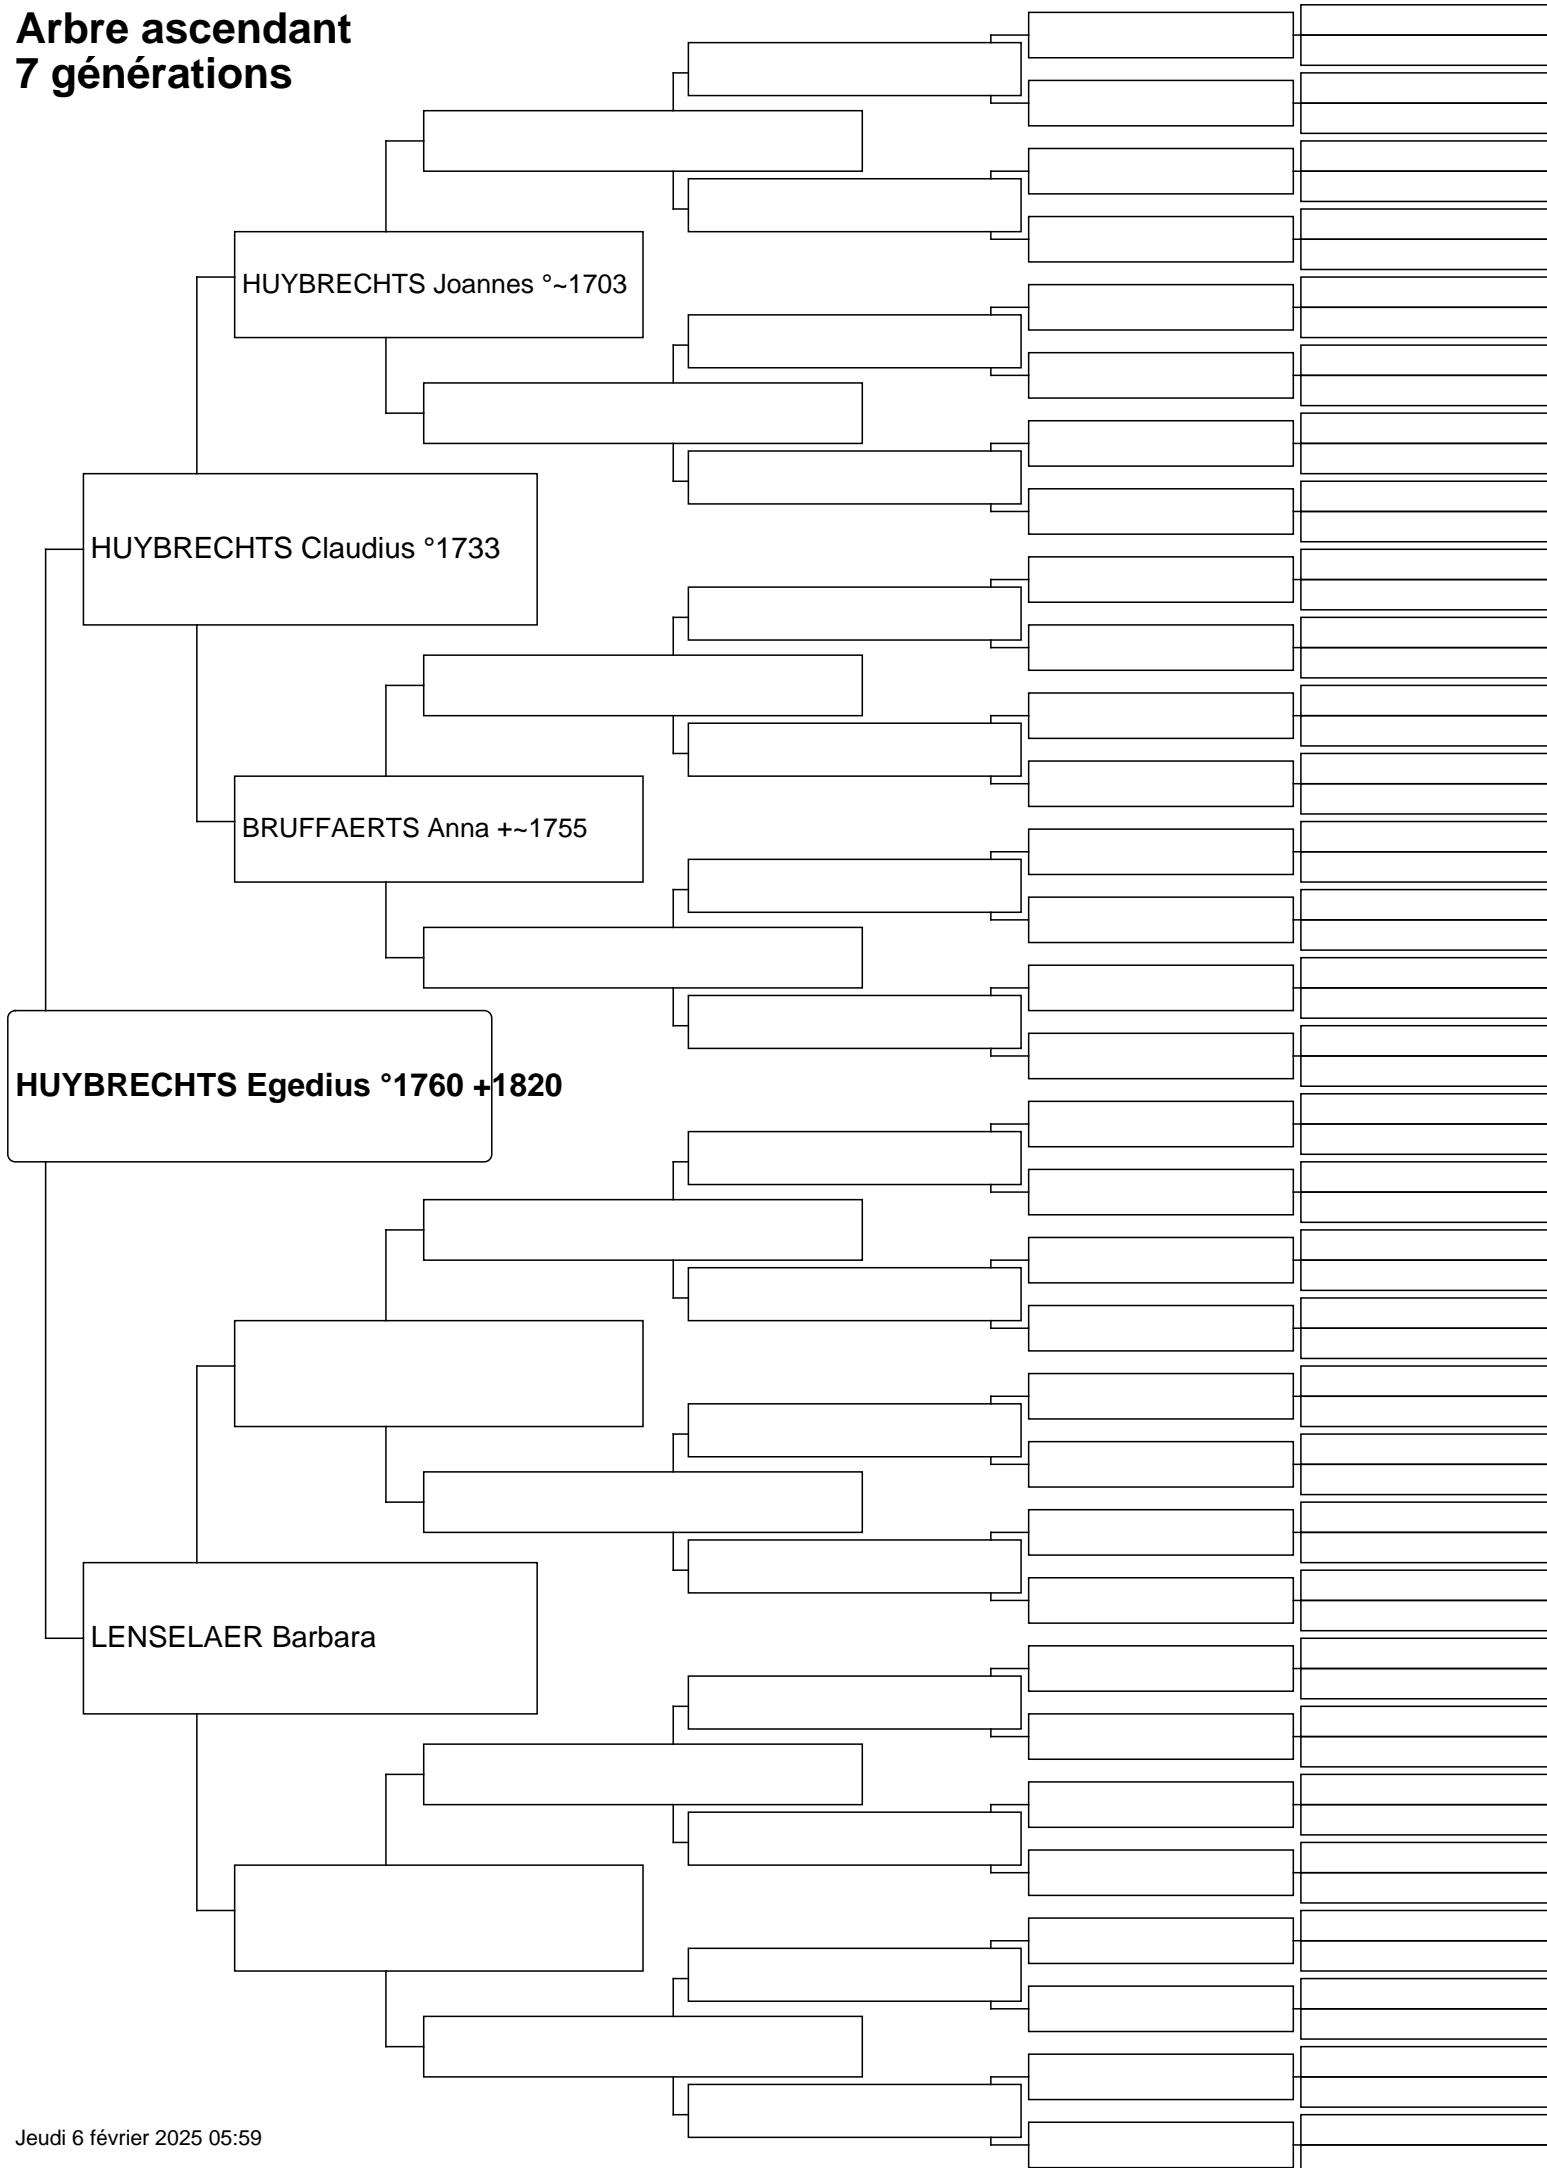 Arbre ascendant
7 générations
HUYBRECHTS Joannes °~1703
HUYBRECHTS Claudius °1733
BRUFFAERTS Anna +~1755
HUYBRECHTS Egedius °1760 +1820
LENSELAER Barbara
Jeudi 6 février 2025 05:59